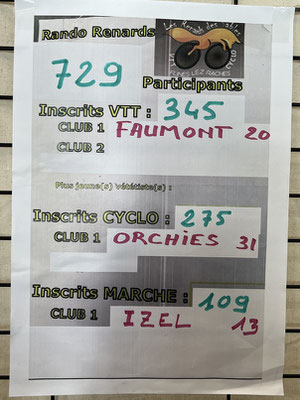 Rando Renards
729
Participants
Inscrits VTT : 345
CLUB 1 FAUMONT 20
CLUB 2
Plus jeune(s) Vététiste(s) :
Inscrits CYCLO : 275
CLUB 1 ORCHIES 31
Inscrits MARCHE : 109
CLUB 1 IZEL 13